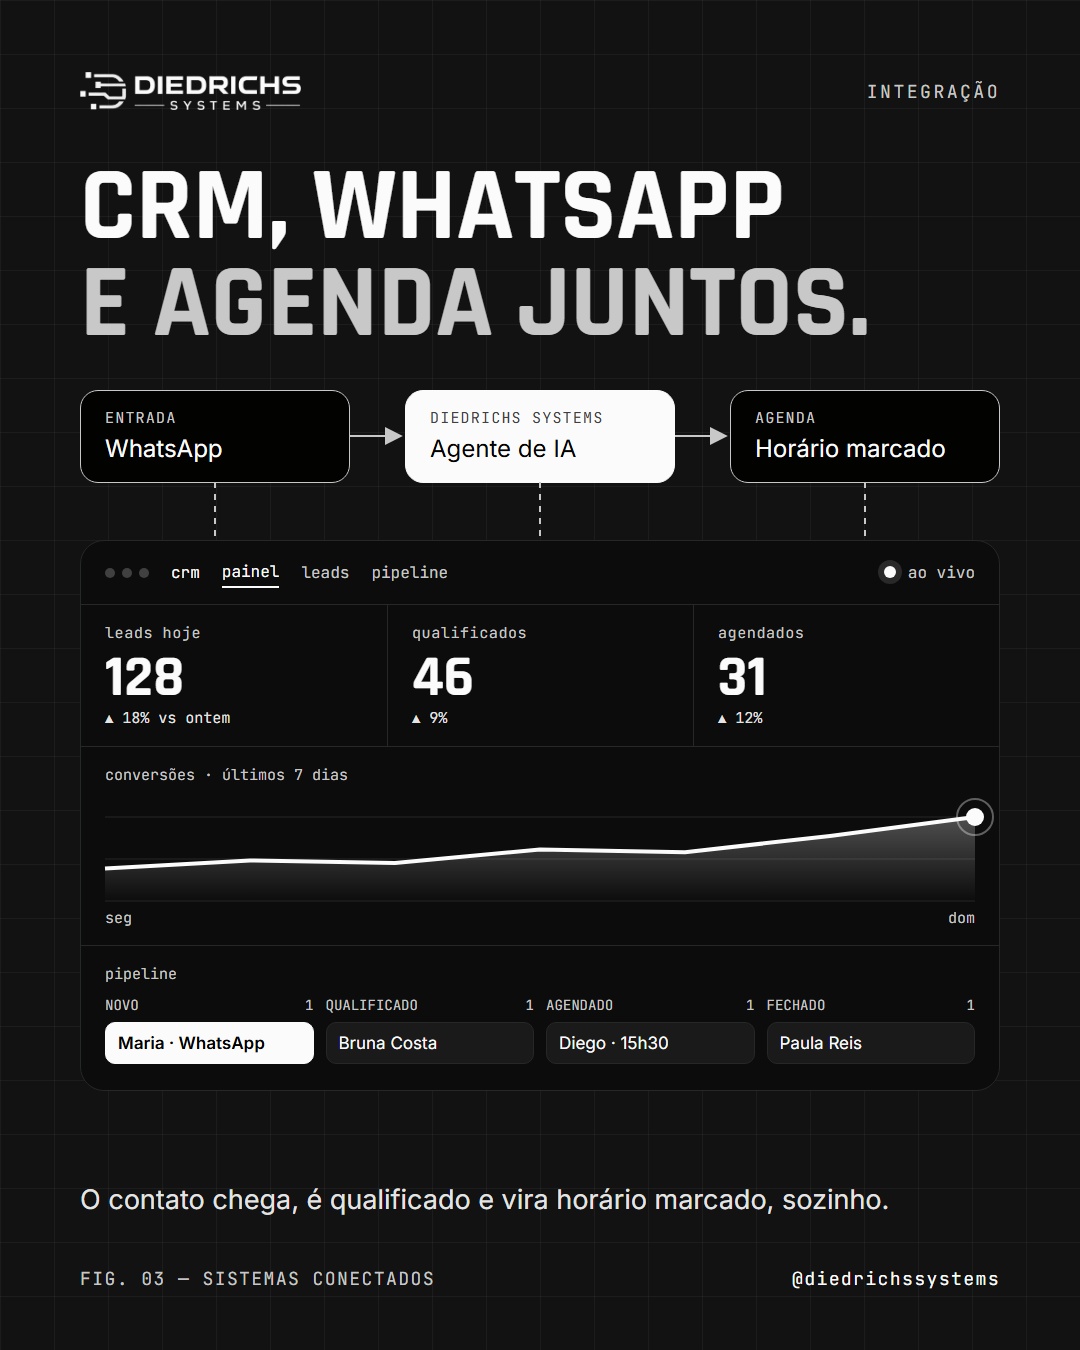 DIEDRICHS
SYSTEMS
INTEGRAÇÃO
CRM, WHATSAPP
E AGENDA JUNTOS.
ENTRADA
WhatsApp
DIEDRICHS SYSTEMS
Agente de IA
AGENDA
Horário marcado
crm painel leads pipeline
ao vivo
leads hoje
128
▲ 18% vs ontem
qualificados
46
▲ 9%
agendados
31
▲ 12%
conversões · últimos 7 dias
seg dom
pipeline
NOVO 1
Maria · WhatsApp
QUALIFICADO 1
Bruna Costa
AGENDADO 1
Diego · 15h30
FECHADO 1
Paula Reis
O contato chega, é qualificado e vira horário marcado, sozinho.
FIG. 03 — SISTEMAS CONECTADOS
@diedrichssystems